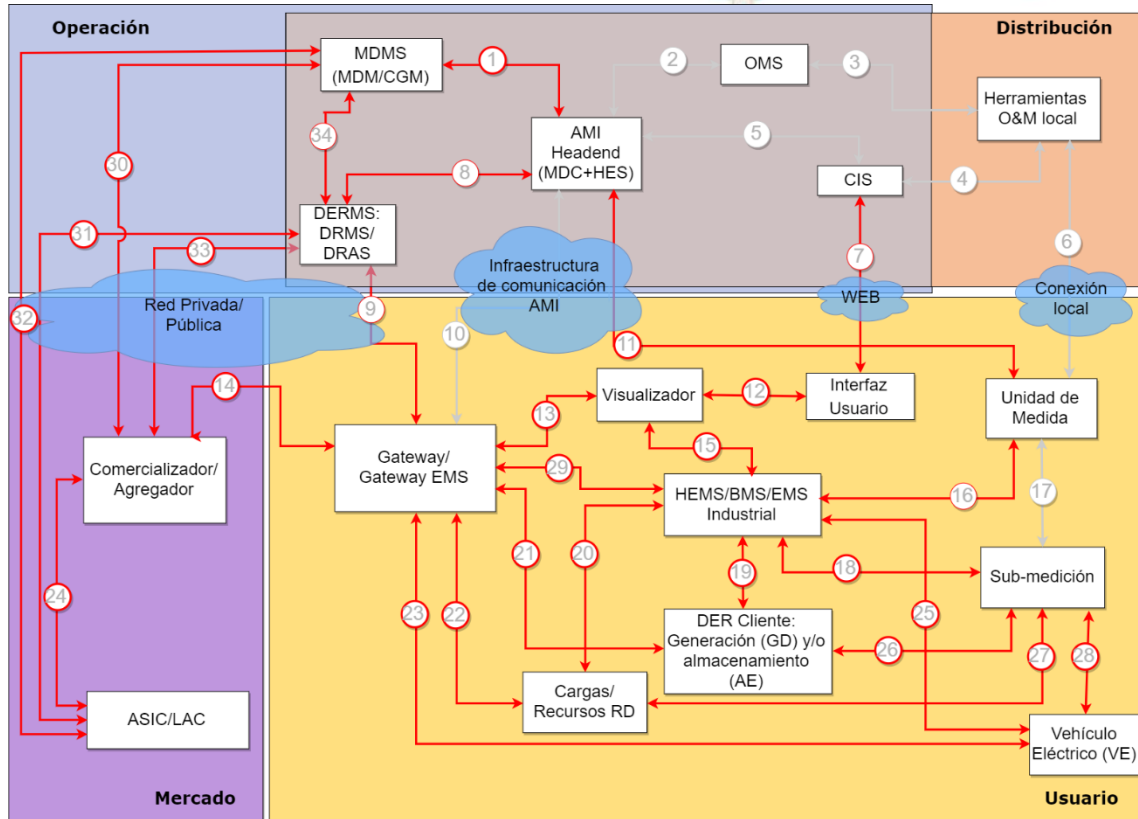 Operación
Distribución
MDMS
(MDM/CGM)
1
2
OMS
3
Herramientas
O&M local
34
AMI
Headend
(MDC+HES)
5
30
8
CIS
4
31
33
DERMS:
DRMS/
DRAS
7
6
Infraestructura
de comunicación
AMI
Red Privada/
Pública
WEB
Conexión
local
32
9
10
11
14
Visualizador
12
Interfaz
Usuario
Unidad de
Medida
13
15
Comercializador/
Agregador
Gateway/
Gateway EMS
29
HEMS/BMS/EMS
Industrial
16
17
21
20
18
Sub-medición
19
24
23
22
25
DER Cliente:
Generación (GD) y/o
almacenamiento
(AE)
26
27
28
Cargas/
Recursos RD
ASIC/LAC
Vehículo
Eléctrico (VE)
Mercado
Usuario